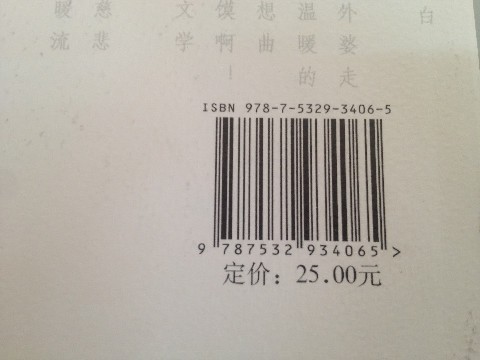 白
外婆走
温暖的
想曲
馍啊！
文学
慈悲
暖流
ISBN 978-7-5329-3406-5
9 787532 934065 >
定价：25.00元